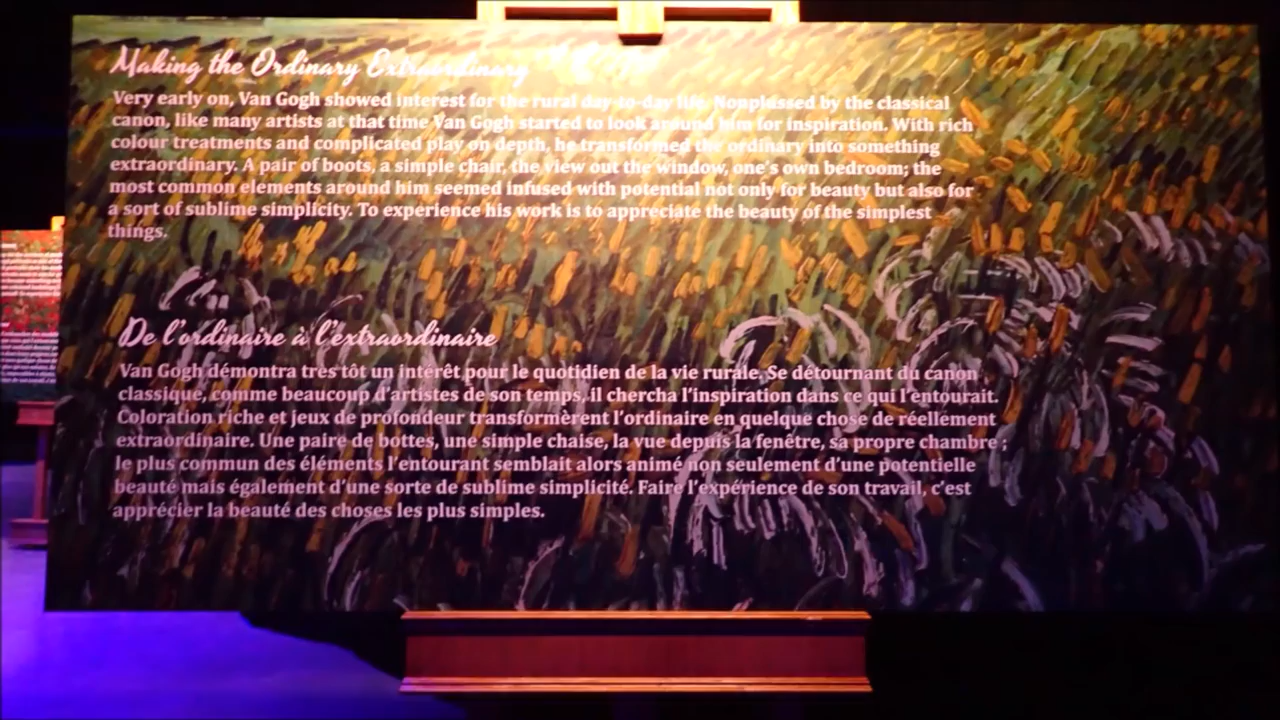 Making the Ordinary Extraordinary
Very early on, Van Gogh showed interest for the rural day-to-day life. Nonplussed by the classical
canon, like many artists at that time Van Gogh started to look around him for inspiration. With rich
colour treatments and complicated play on depth, he transformed the ordinary into something
extraordinary. A pair of boots, a simple chair, the view out the window, one's own bedroom; the
most common elements around him seemed infused with potential not only for beauty but also for
a sort of sublime simplicity. To experience his work is to appreciate the beauty of the simplest
things.
De l'ordinaire à l'extraordinaire
Van Gogh démontra très tôt un intérêt pour le quotidien de la vie rurale. Se détournant du canon
classique, comme beaucoup d'artistes de son temps, il chercha l'inspiration dans ce qui l'entourait.
Coloration riche et jeux de profondeur transformèrent l'ordinaire en quelque chose de réellement
extraordinaire. Une paire de bottes, une simple chaise, la vue depuis la fenêtre, sa propre chambre ;
le plus commun des éléments l'entourant semblait alors animé non seulement d'une potentielle
beauté mais également d'une sorte de sublime simplicité. Faire l'expérience de son travail, c'est
apprécier la beauté des choses les plus simples.